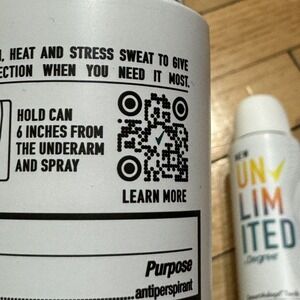 , HEAT AND STRESS SWEAT TO GIVE
ECTION WHEN YOU NEED IT MOST.
HOLD CAN
6 INCHES FROM
THE UNDERARM
AND SPRAY
LEARN MORE
Purpose
antiperspirant
NEW
UN
LIM
ITED
Degree